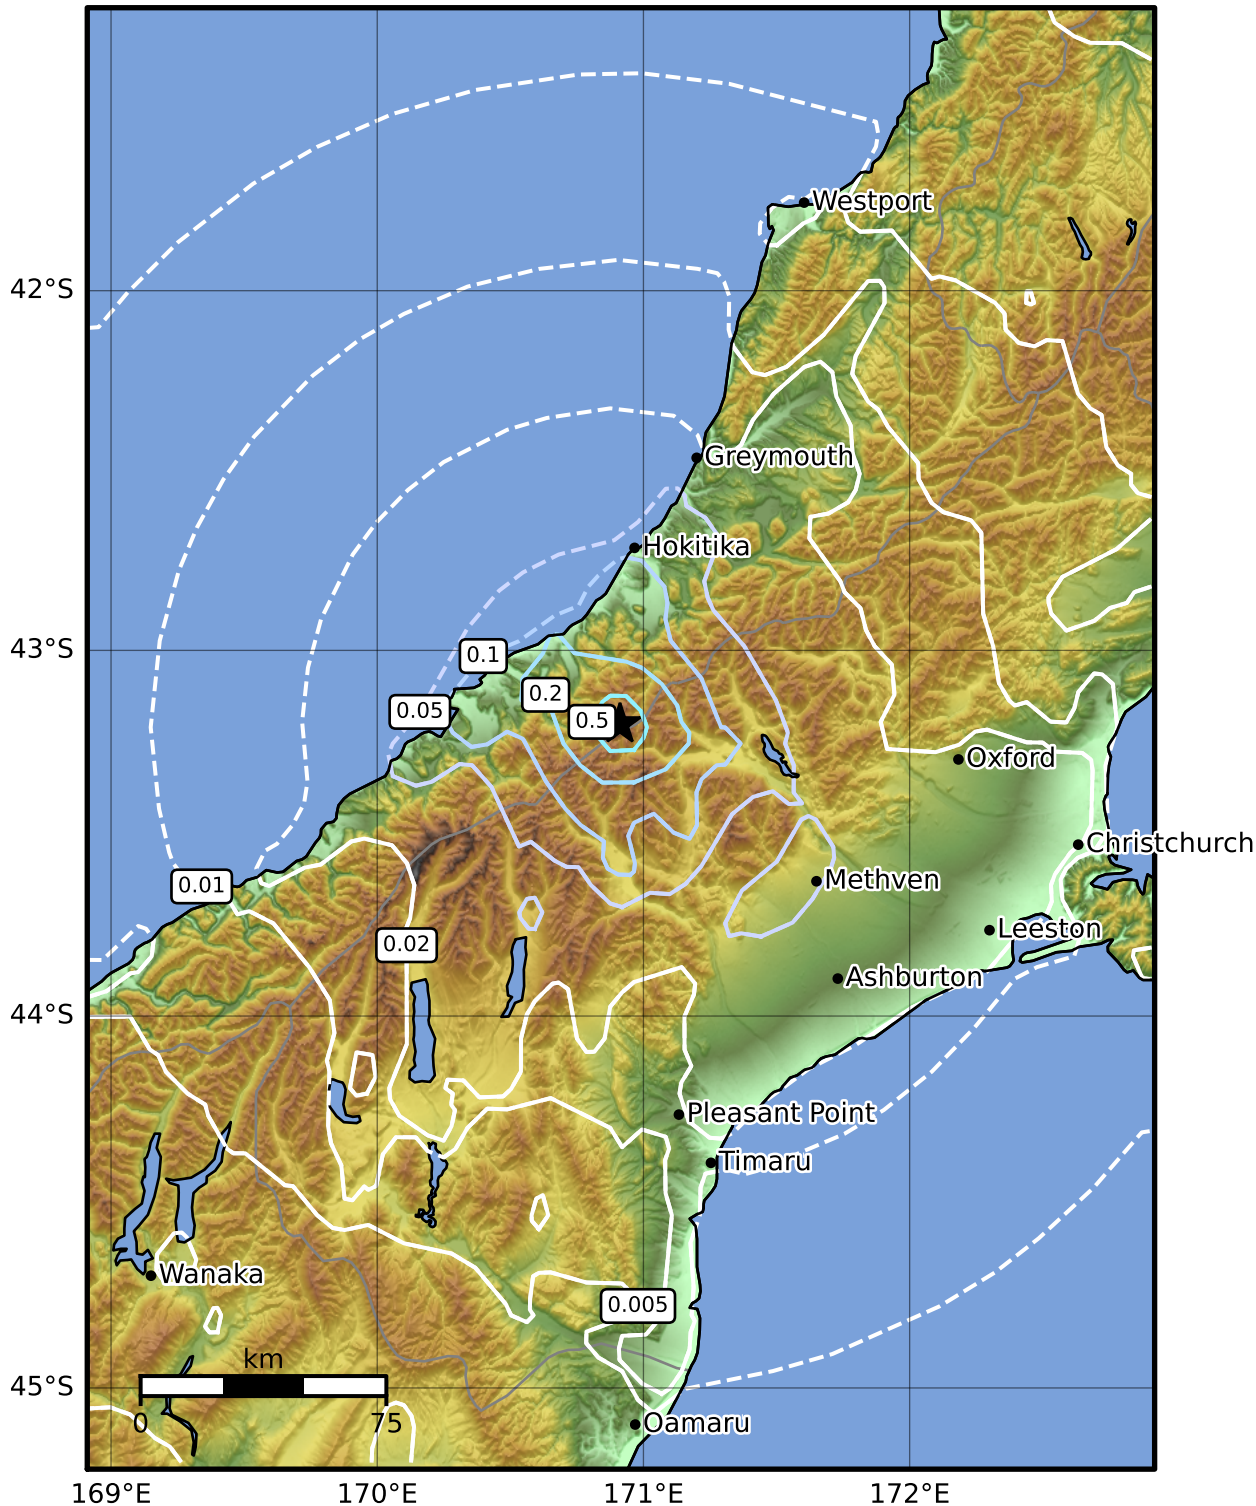 Westport
42°S
Greymouth
Hokitika
43°S
0.1
0.2
0.05
0.5
Oxford
Christchurch
0.01
Methven
0.02
Leeston
Ashburton
44°S
Pleasant Point
Timaru
Wanaka
0.005
km
45°S
0
75
Oamaru
169°E
170°E
171°E
172°E